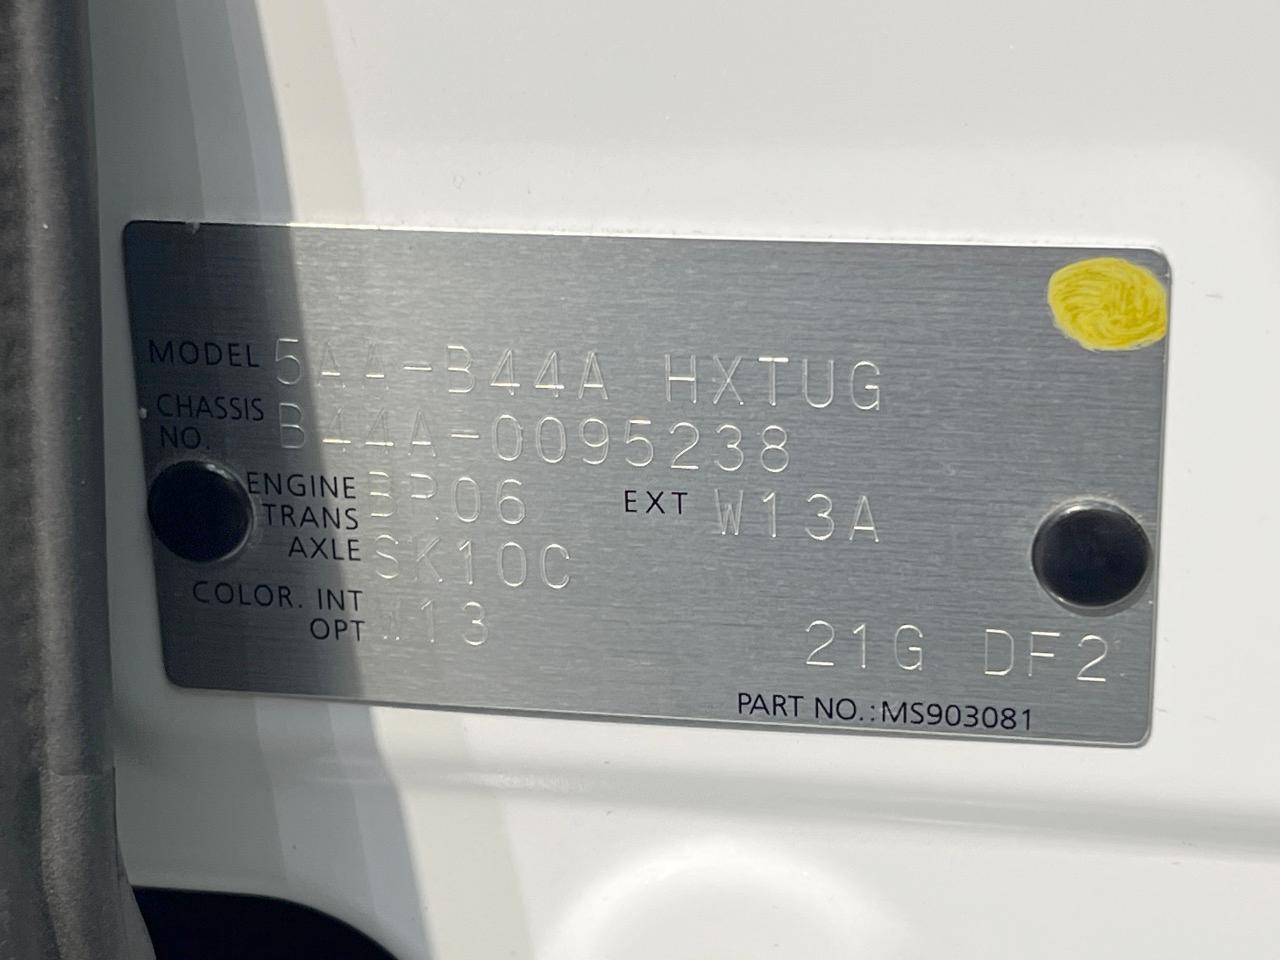 MODEL 5AA-B44A HXTUG
CHASSIS NO. B44A-0095238
ENGINE BR06 EXT W13A
TRANS AXLE SK10C
COLOR. INT W13
OPT
21G DF2
PART NO.:MS903081